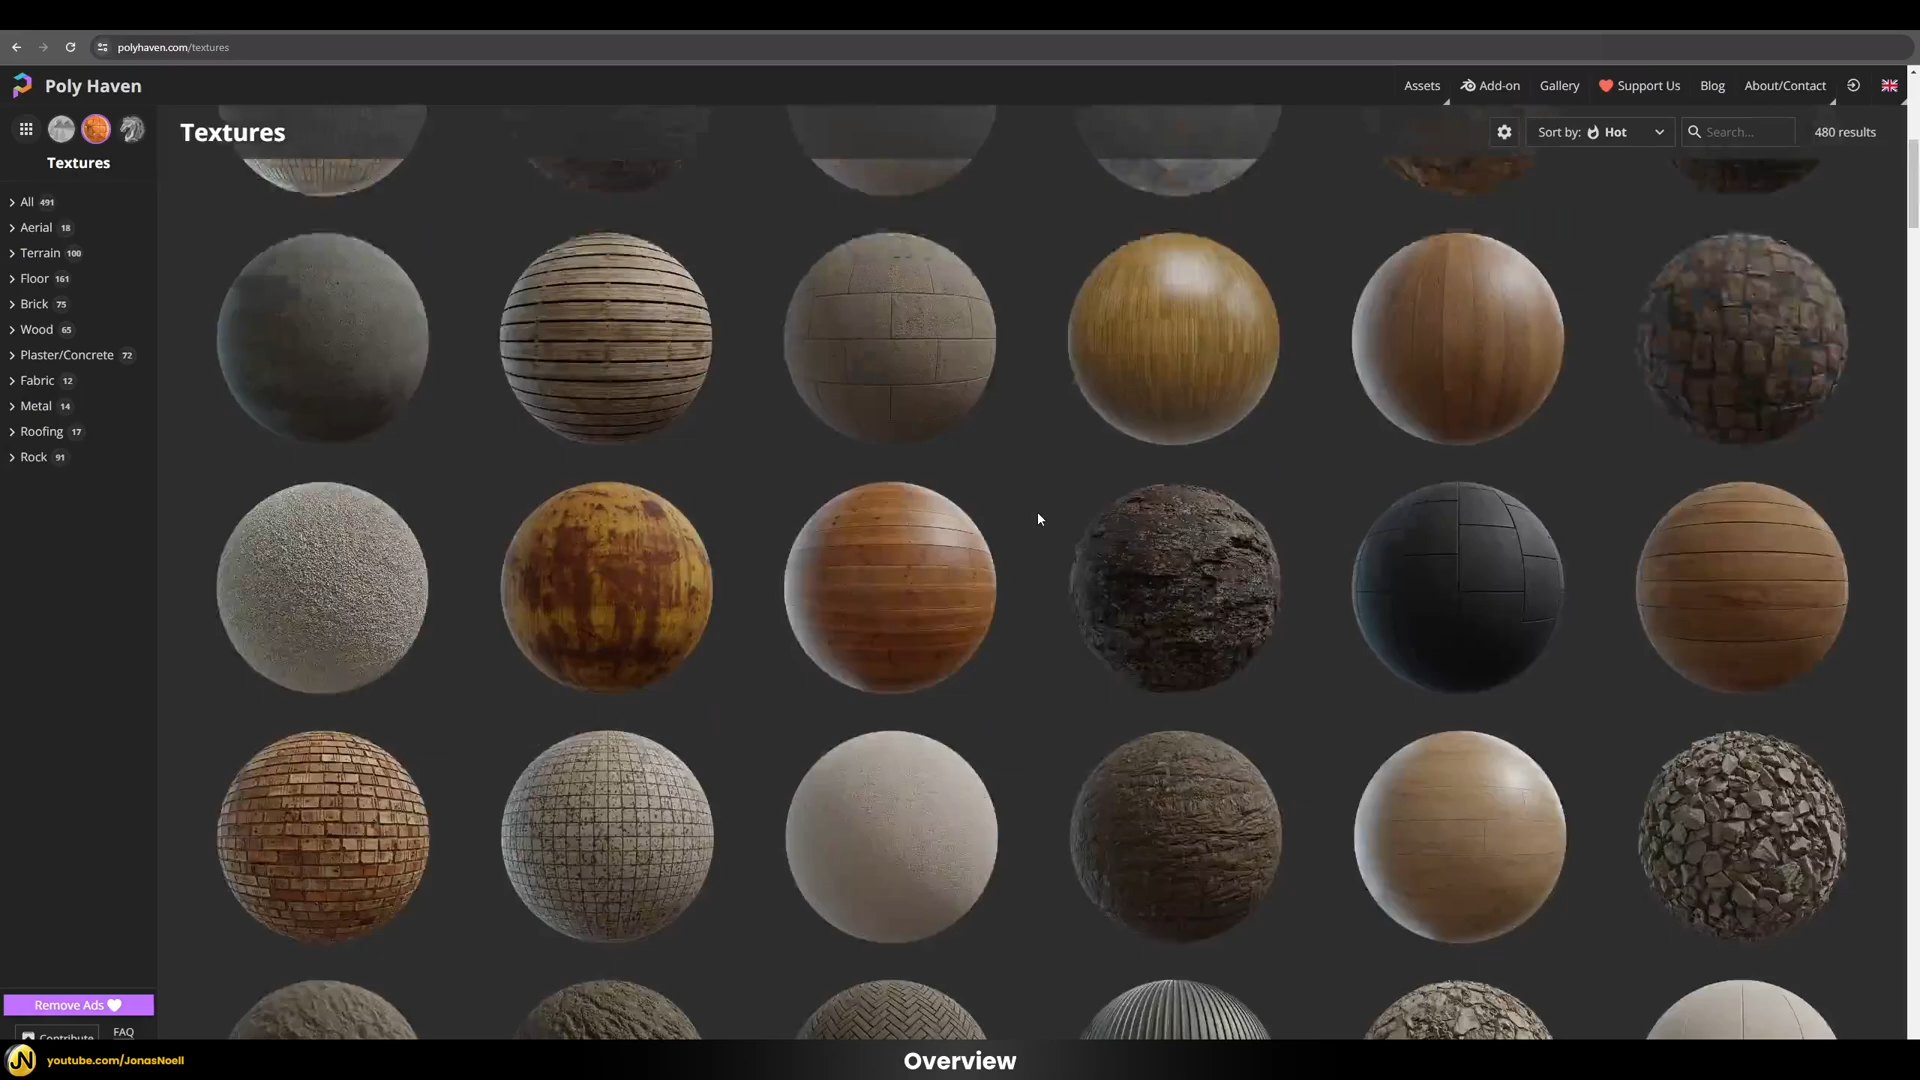 polyhaven.com/textures
Poly Haven
Assets
Add-on
Gallery
Support Us
Blog
About/Contact
Textures
Textures
Sort by: Hot
Search...
480 results
All 491
Aerial 18
Terrain 100
Floor 161
Brick 75
Wood 65
Plaster/Concrete 72
Fabric 12
Metal 14
Roofing 17
Rock 91
Remove Ads
Contribute
FAQ
JN
youtube.com/JonasNoell
Overview